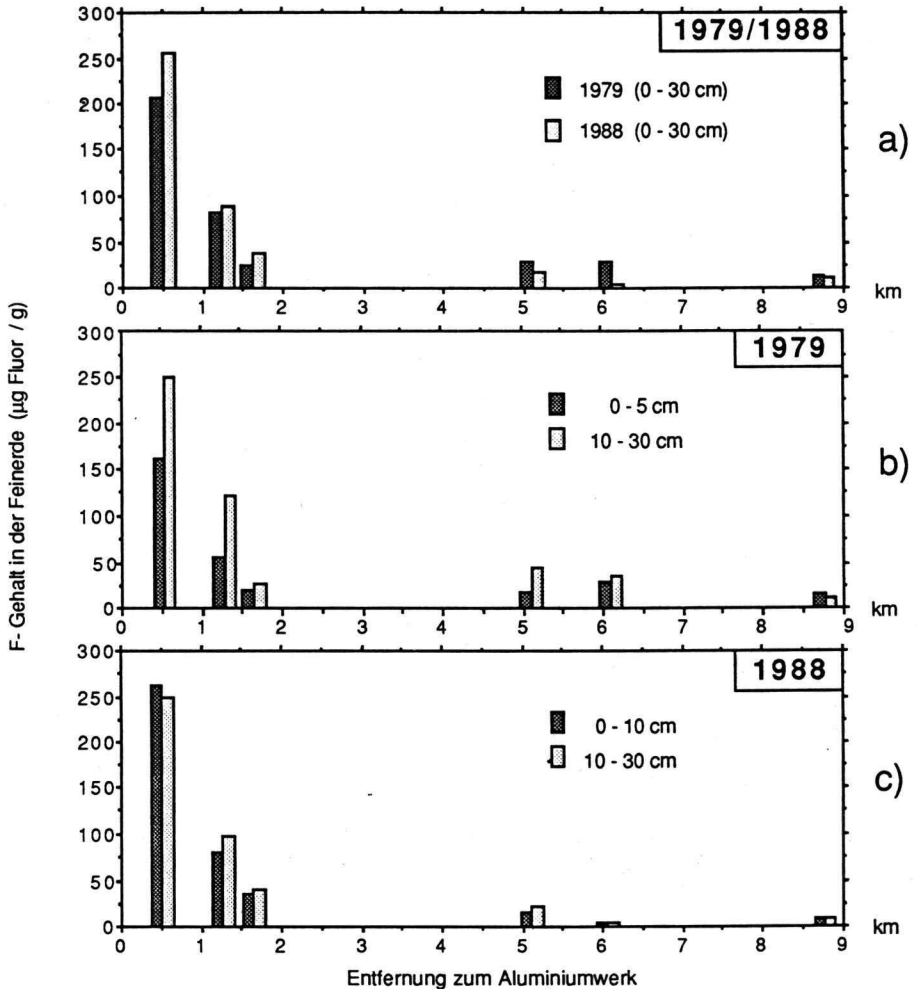 1979/1988
300
250
200
150
100
50
0
1979 (0 - 30 cm)
1988 (0 - 30 cm)
a)
0 1 2 3 4 5 6 7 8 9
km
1979
300
250
200
150
100
50
0
0 - 5 cm
10 - 30 cm
b)
0 1 2 3 4 5 6 7 8 9
km
1988
300
250
200
150
100
50
0
0 - 10 cm
10 - 30 cm
c)
0 1 2 3 4 5 6 7 8 9
km
F- Gehalt in der Feinerde (µg Fluor / g)
Entfernung zum Aluminiumwerk